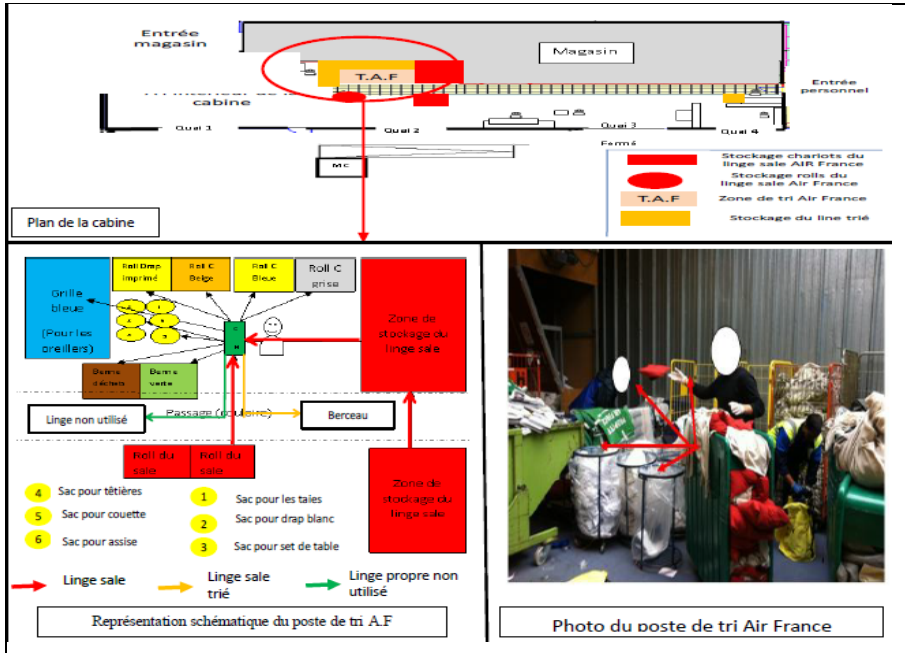 Entrée
magasin
Magasin
T.A.F
Entrée
personnel
cabine
Quai 1
Quai 2
Quai 3
Quai 4
Fermé
MC
Stockage chariots du
linge sale AIR France
Stockage rolls du
linge sale Air France
T.A.F
Zone de tri Air France
Stockage du line trié
Plan de la cabine
Grille
bleue
(Pour les
oreillers)
Roll Drap
imprimé
Roll C
Beige
Roll C
Bleue
Roll C
grise
Zone de
stockage du
linge sale
5
Benne
déchets
Benne
verte
Passage (couloire)
Linge non utilisé
Berceau
Roll du
sale
Roll du
sale
Zone de
stockage du
linge sale
4 Sac pour têtières
5 Sac pour couette
6 Sac pour assise
1 Sac pour les taies
2 Sac pour drap blanc
3 Sac pour set de table
Linge sale
Linge sale
trié
Linge propre non
utilisé
Représentation schématique du poste de tri A.F
Photo du poste de tri Air France